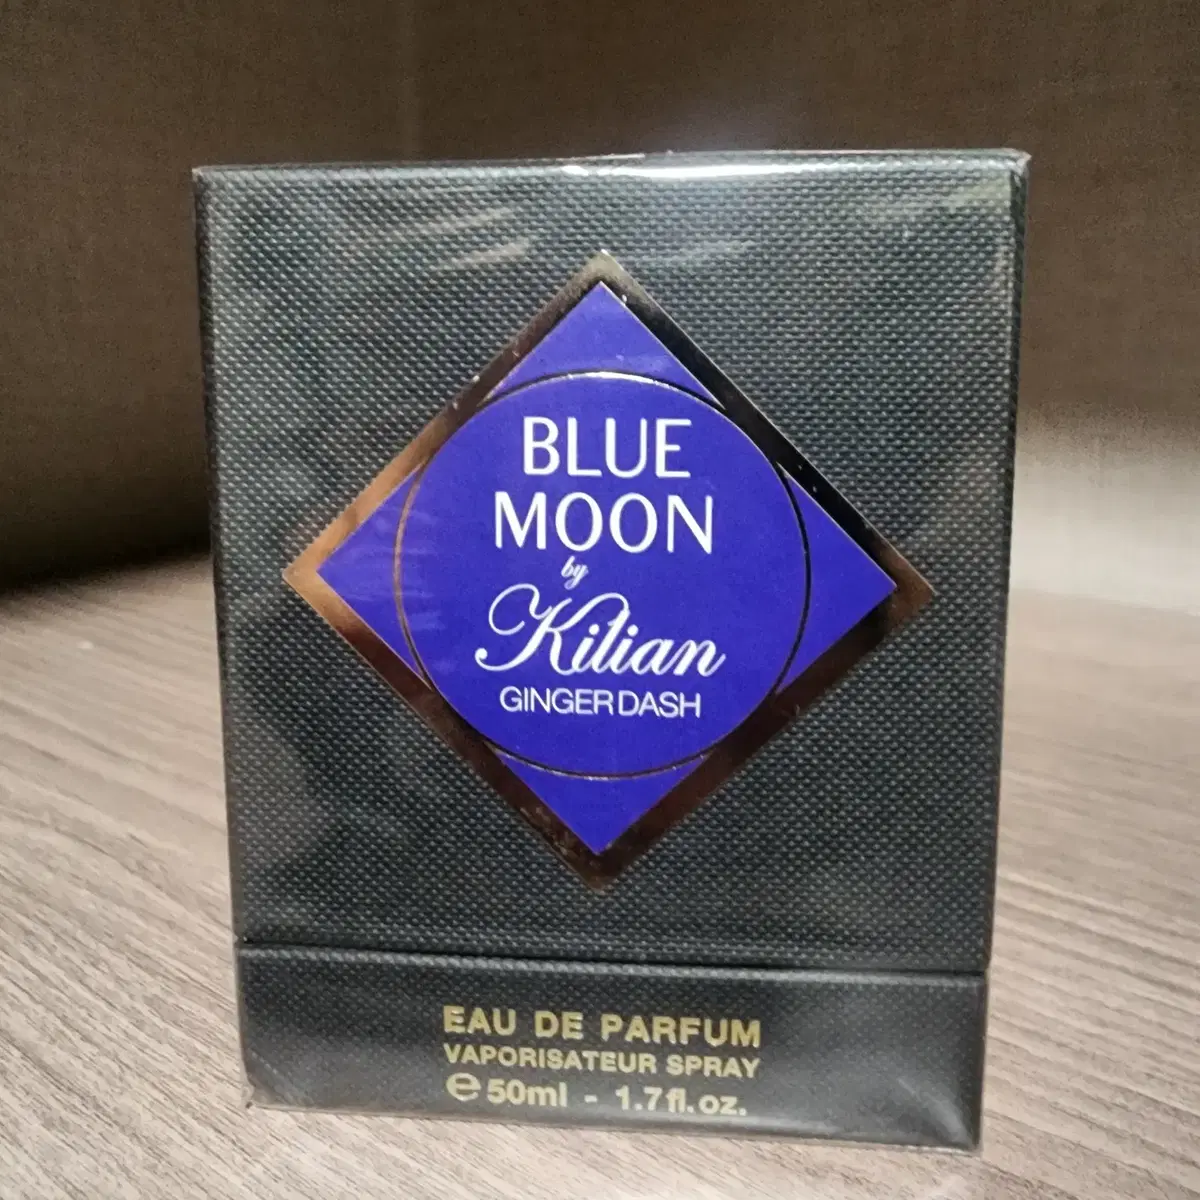 BLUE
MOON
by
Kilian
GINGER DASH
EAU DE PARFUM
VAPORISATEUR SPRAY
℮ 50ml - 1.7fl.oz.